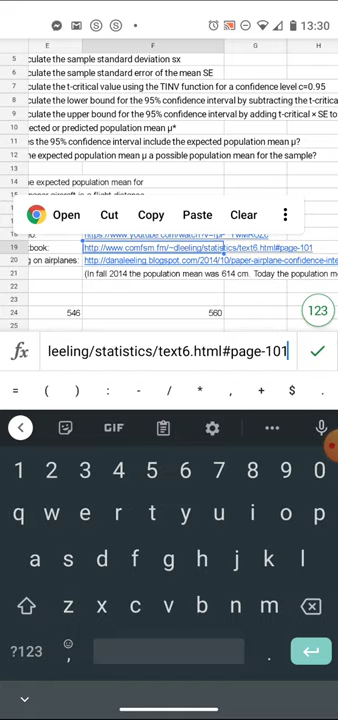 13:30
E F G H
5 culate the sample standard deviation sx
6 culate the sample standard error of the mean SE
7 culate the t-critical value using the TINV function for a confidence level c=0.95
8 culate the lower bound for the 95% confidence interval by subtracting the t-critica
9 culate the upper bound for the 95% confidence interval by adding t-critical × SE to
10 ected or predicted population mean μ*
11 es the 95% confidence interval include the expected population mean μ?
12 he expected population mean μ a possible population mean for the sample?
14 he expected population mean for
Open Cut Copy Paste Clear
19 book: http://www.comfsm.fm/~dleeling/statistics/text6.html#page-101
20 g on airplanes: http://danaleeling.blogspot.com/2014/10/paper-airplane-confidence-inte
21 (In fall 2014 the population mean was 614 cm. Today the population m
22
23
24 546 560
25
123
fx leeling/statistics/text6.html#page-101
= ( ) : - / * , + $ .
GIF
1 2 3 4 5 6 7 8 9 0
q w e r t y u i o p
a s d f g h j k l
z x c v b n m
?123 , .